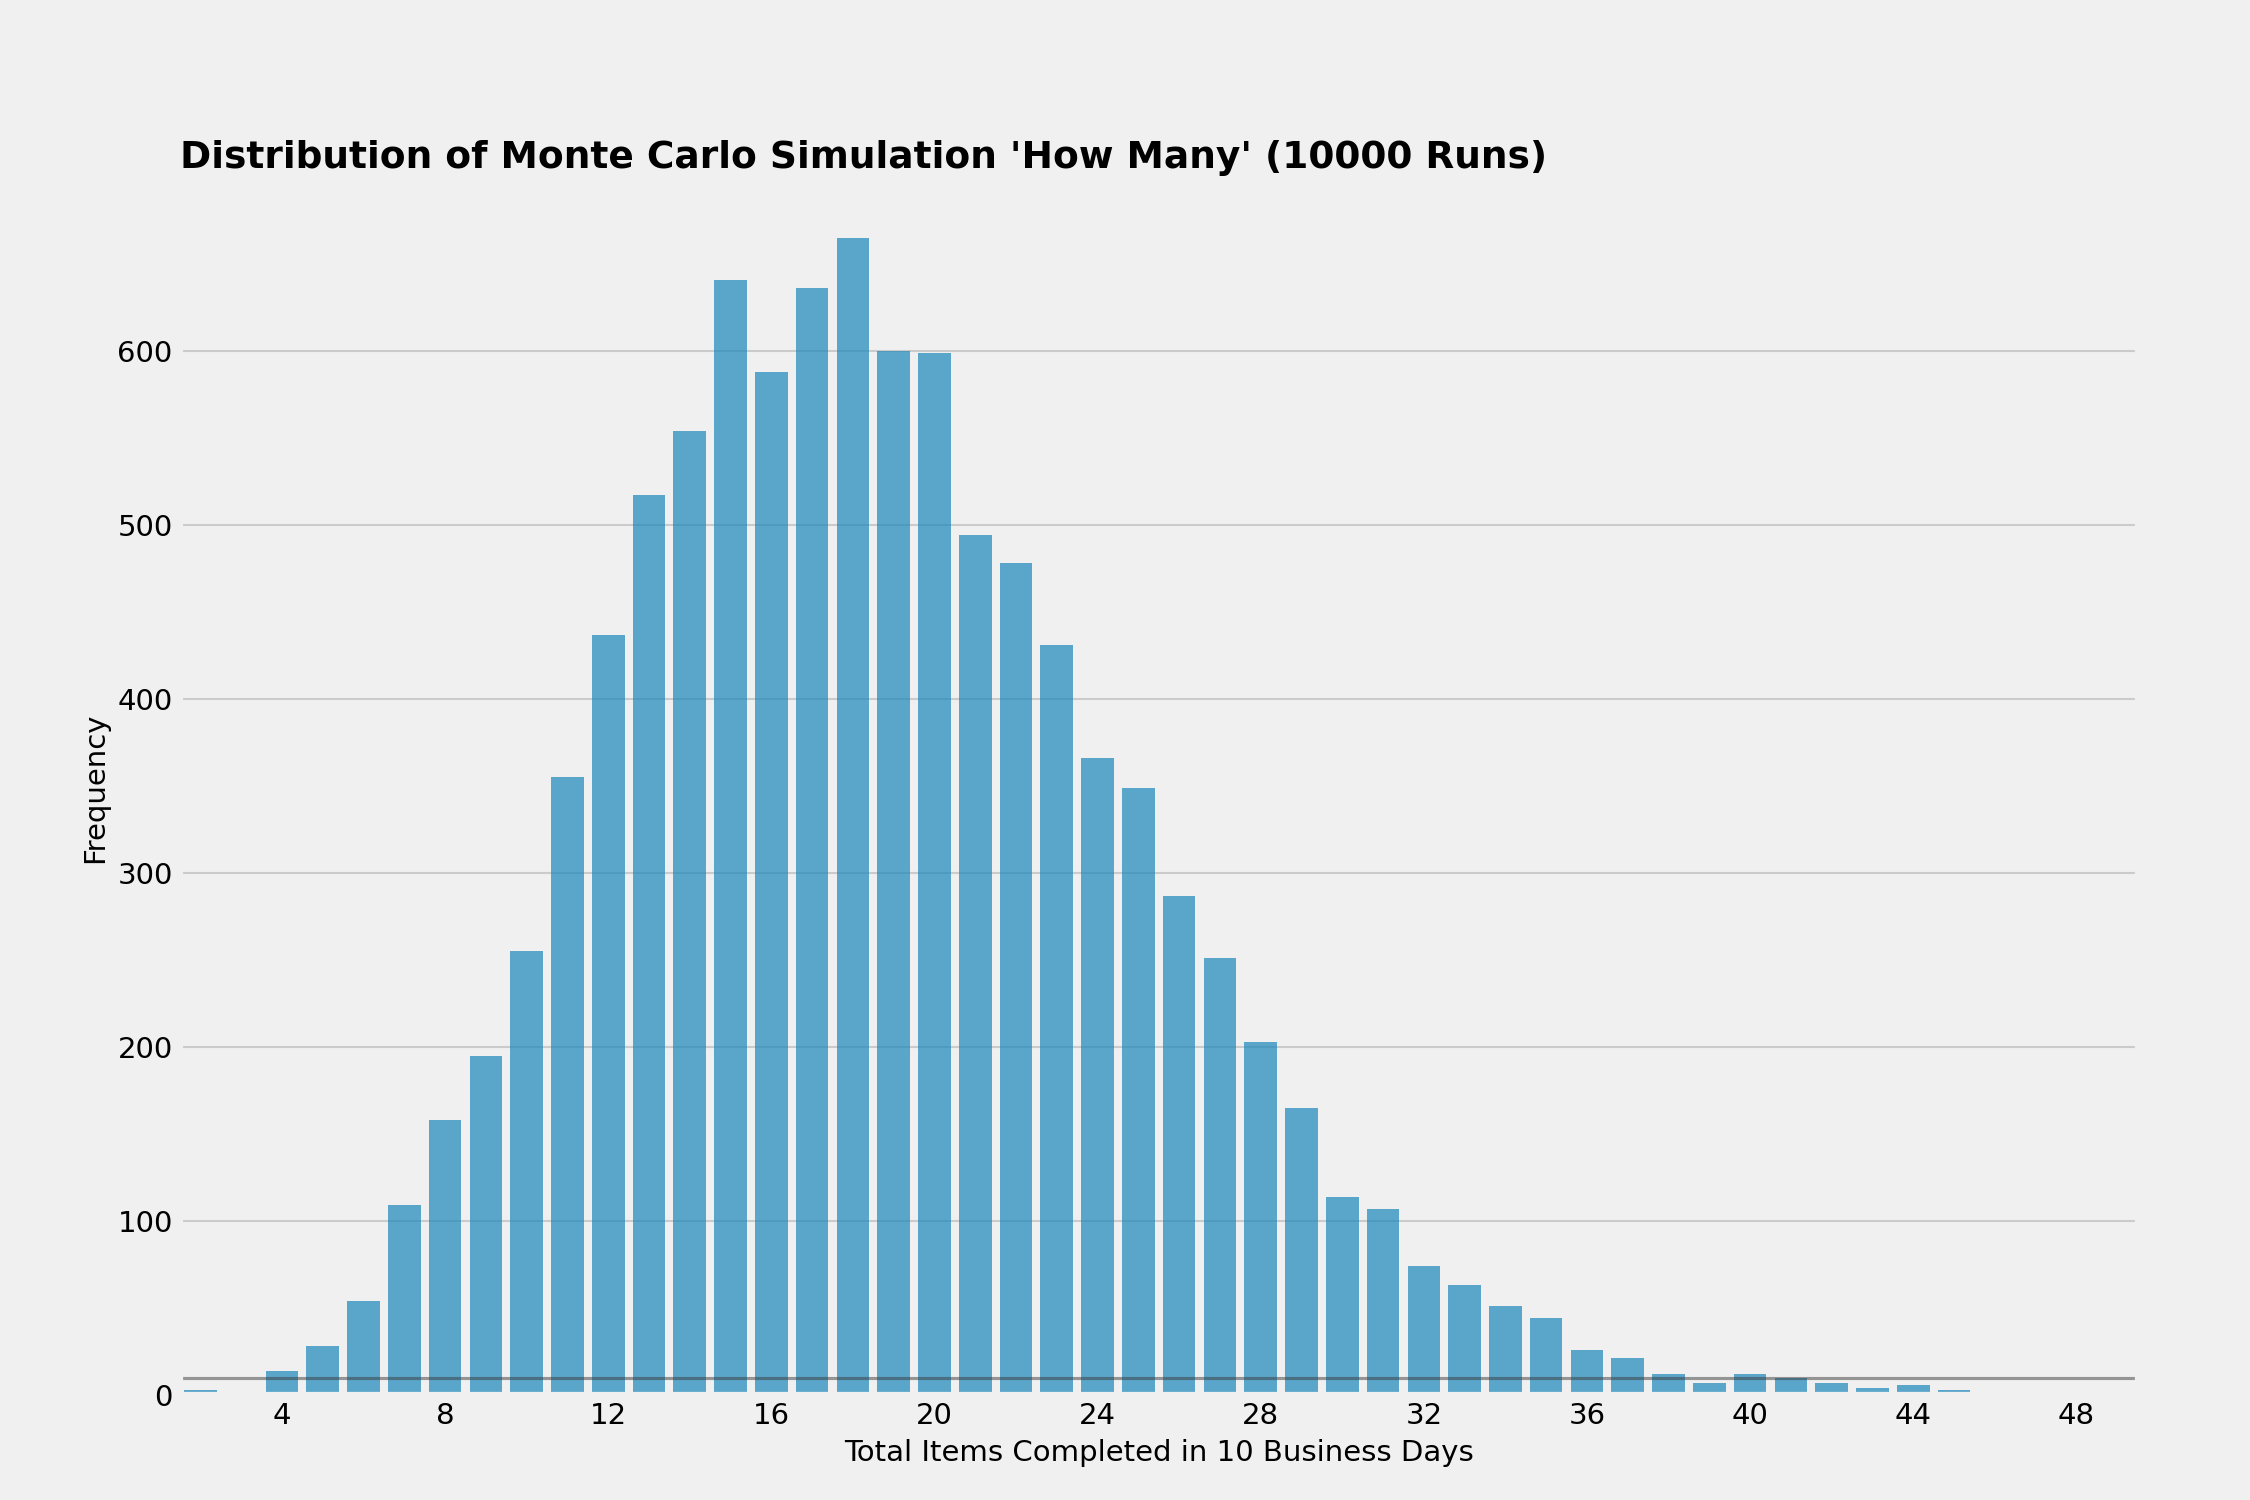 Distribution of Monte Carlo Simulation 'How Many' (10000 Runs)
Frequency
600
500
400
300
200
100
0
4 8 12 16 20 24 28 32 36 40 44 48
Total Items Completed in 10 Business Days